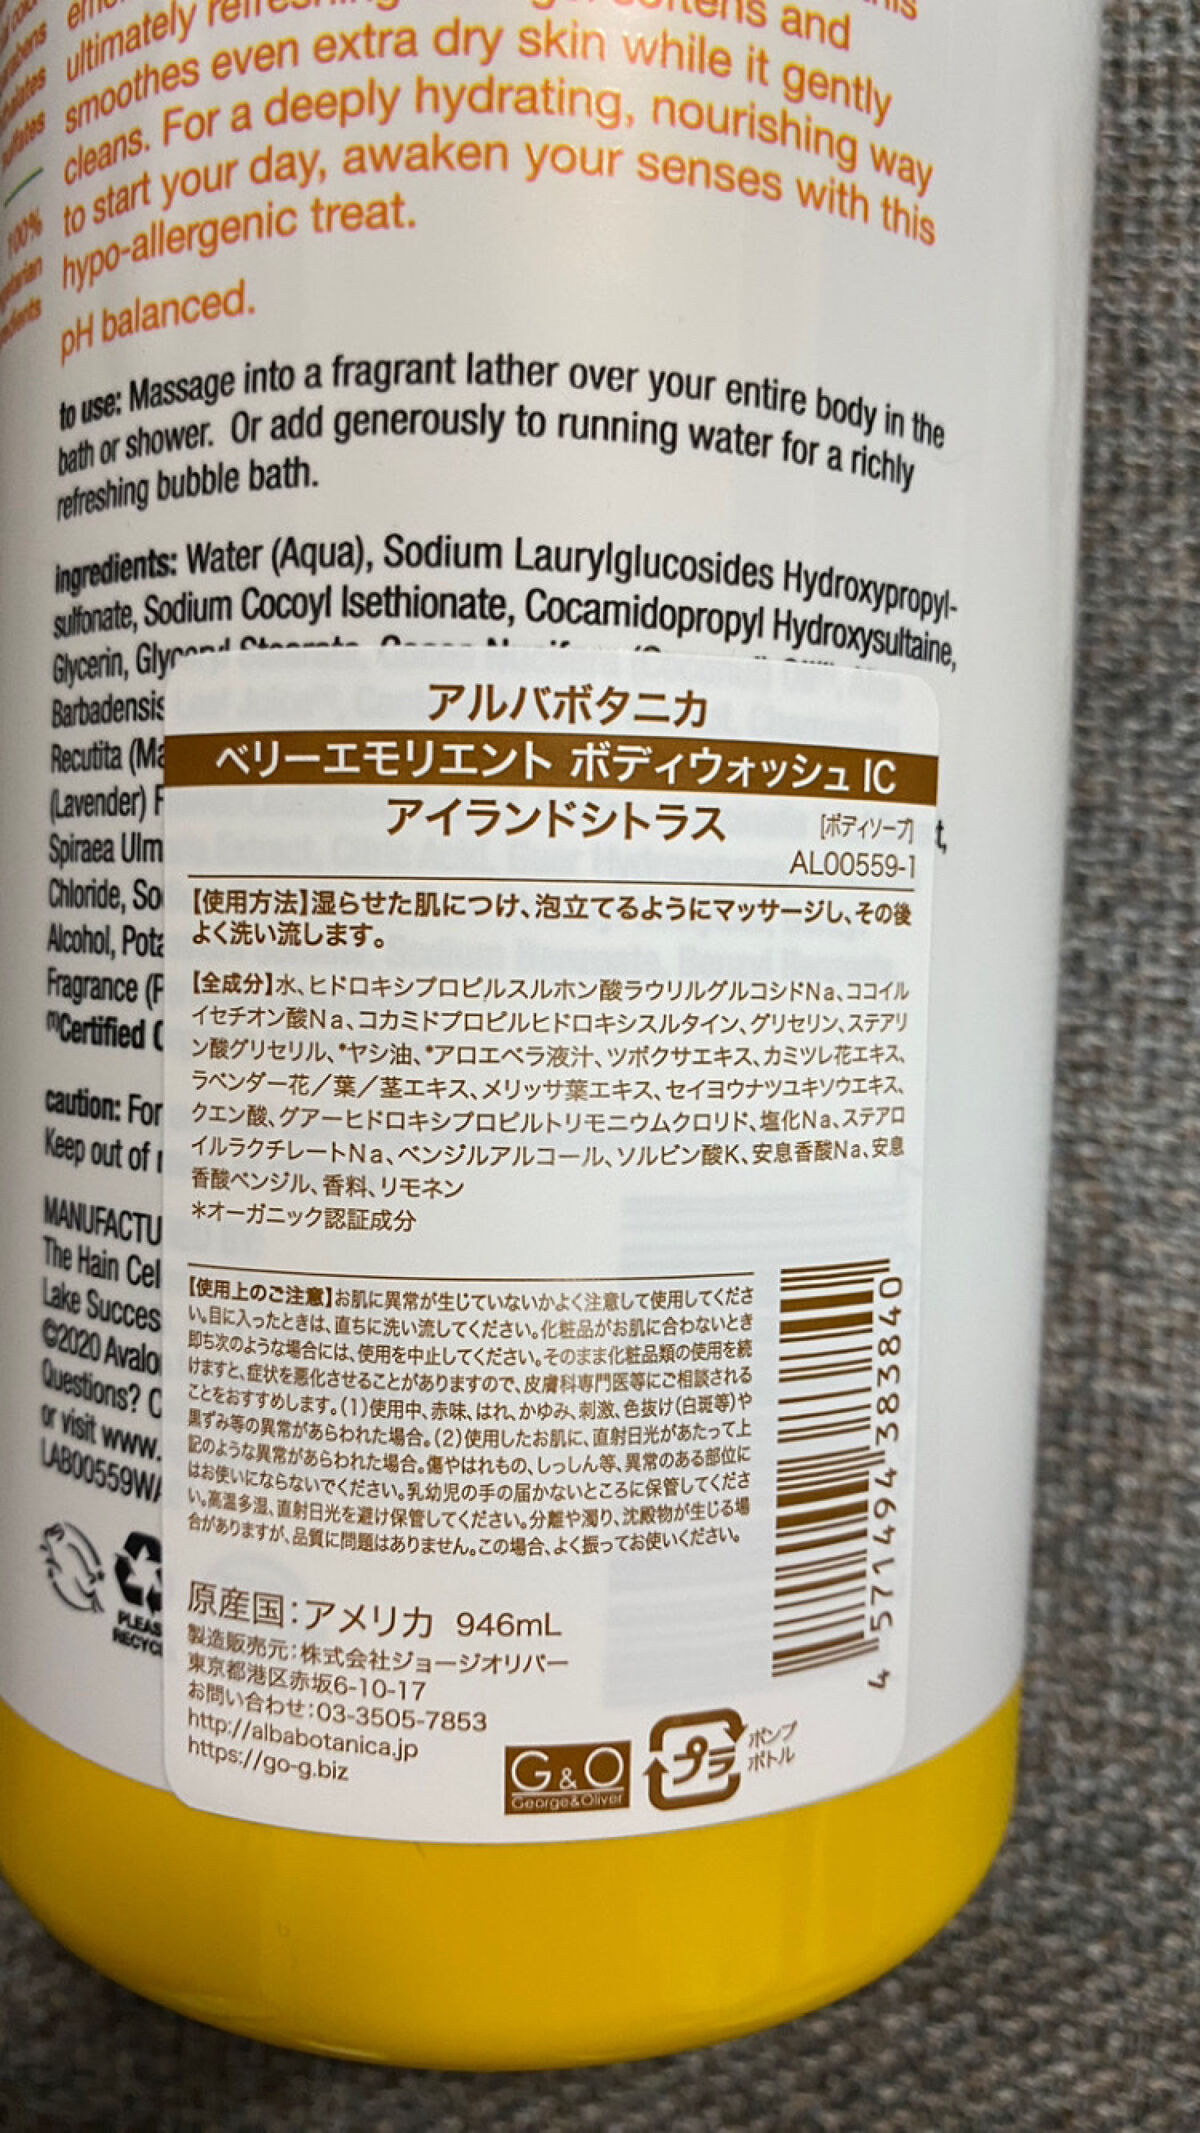 ultimately
smoothes even extra dry skin while it gently
cleans. For a deeply hydrating, nourishing way
to start your day, awaken your senses with this
100% hypo-allergenic treat.
pH balanced.
to use: Massage into a fragrant lather over your entire body in the
bath or shower. Or add generously to running water for a richly
refreshing bubble bath.
ingredients: Water (Aqua), Sodium Laurylglucosides Hydroxypropyl-
sulfonate, Sodium Cocoyl Isethionate, Cocamidopropyl Hydroxysultaine,
Glycerin,
Barbadensis
Recutita (Ma
(Lavender) F
Spiraea Ulm
Chloride, So
Alcohol, Pota
Fragrance (P
Certified
caution: For
Keep out of
MANUFACTU
The Hain Cel
Lake Succes
©2020 Avalo
Questions? C
or visit www.
LAB00559WA
PLEAS
RECYC
アルバボタニカ
ベリーエモリエント ボディウォッシュ IC
アイランドシトラス [ボディソープ]
AL00559-1
【使用方法】湿らせた肌につけ、泡立てるようにマッサージし、その後
よく洗い流します。
【全成分】水、ヒドロキシプロピルスルホン酸ラウリルグルコシドNa、ココイル
イセチオン酸Na、コカミドプロピルヒドロキシスルタイン、グリセリン、ステアリ
ン酸グリセリル、*ヤシ油、*アロエベラ液汁、ツボクサエキス、カミツレ花エキス、
ラベンダー花／葉／茎エキス、メリッサ葉エキス、セイヨウナツユキソウエキス、
クエン酸、グアーヒドロキシプロピルトリモニウムクロリド、塩化Na、ステアロ
イルラクチレートNa、ベンジルアルコール、ソルビン酸K、安息香酸Na、安息
香酸ベンジル、香料、リモネン
*オーガニック認証成分
【使用上のご注意】お肌に異常が生じていないかよく注意して使用してくださ
い。目に入ったときは、直ちに洗い流してください。化粧品がお肌に合わないとき
即ち次のような場合には、使用を中止してください。そのまま化粧品類の使用を続
けますと、症状を悪化させることがありますので、皮膚科専門医等にご相談される
ことをおすすめします。(1)使用中、赤味、はれ、かゆみ、刺激、色抜け(白斑等)や
黒ずみ等の異常があらわれた場合。(2)使用したお肌に、直射日光があたって上
記のような異常があらわれた場合。傷やはれもの、しっしん等、異常のある部位に
はお使いにならないでください。乳幼児の手の届かないところに保管してくださ
い。高温多湿、直射日光を避け保管してください。分離や濁り、沈殿物が生じる場
合がありますが、品質に問題はありません。この場合、よく振ってお使いください。
4571494383840
原産国：アメリカ 946mL
製造販売元：株式会社ジョージオリバー
東京都港区赤坂6-10-17
お問い合わせ：03-3505-7853
http://albabotanica.jp
https://go-g.biz
G&O
George&Oliver
プラ
ポンプ
ボトル